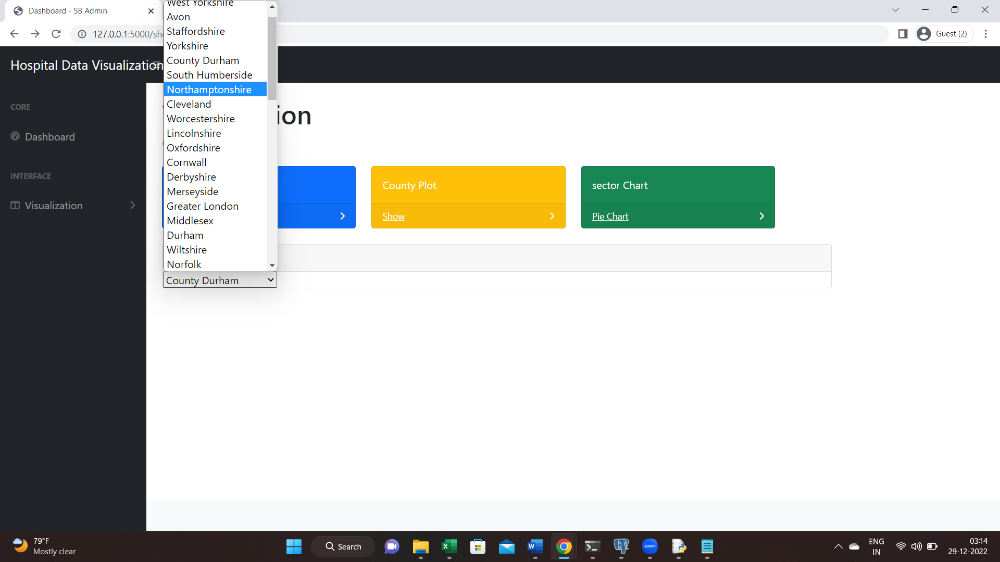 Dashboard - SB Admin
127.0.0.1:5000/sh
Guest (2)
Hospital Data Visualization
CORE
Dashboard
INTERFACE
Visualization
West Yorkshire
Avon
Staffordshire
Yorkshire
County Durham
South Humberside
Northamptonshire
Cleveland
Worcestershire
Lincolnshire
Oxfordshire
Cornwall
Derbyshire
Merseyside
Greater London
Middlesex
Durham
Wiltshire
Norfolk
County Durham
ion
County Plot
Show
sector Chart
Pie Chart
79°F
Mostly clear
Search
zoom
ENG
IN
03:14
29-12-2022